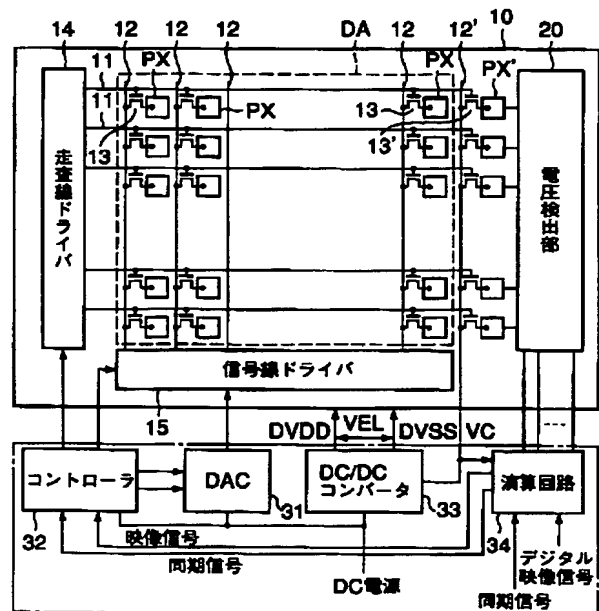 14 12 12 12 DA 12 12' 10 20
11 PX PX PX'
11 PX 13
13 13'
走査線ドライバ
電圧検出部
信号線ドライバ
15 DVDD VEL DVSS VC
コントローラ DAC DC/DC コンバータ 演算回路
32 31 33 34
映像信号
同期信号
デジタル
映像信号
DC電源
同期信号